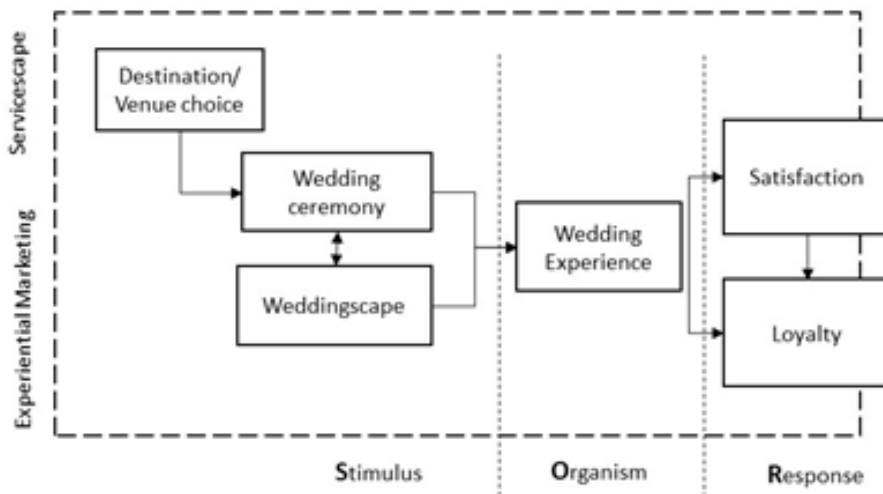 Servicescape
Experiential Marketing
Destination/
Venue choice
Wedding
ceremony
Weddingscape
Wedding
Experience
Satisfaction
Loyalty
Stimulus
Organism
Response